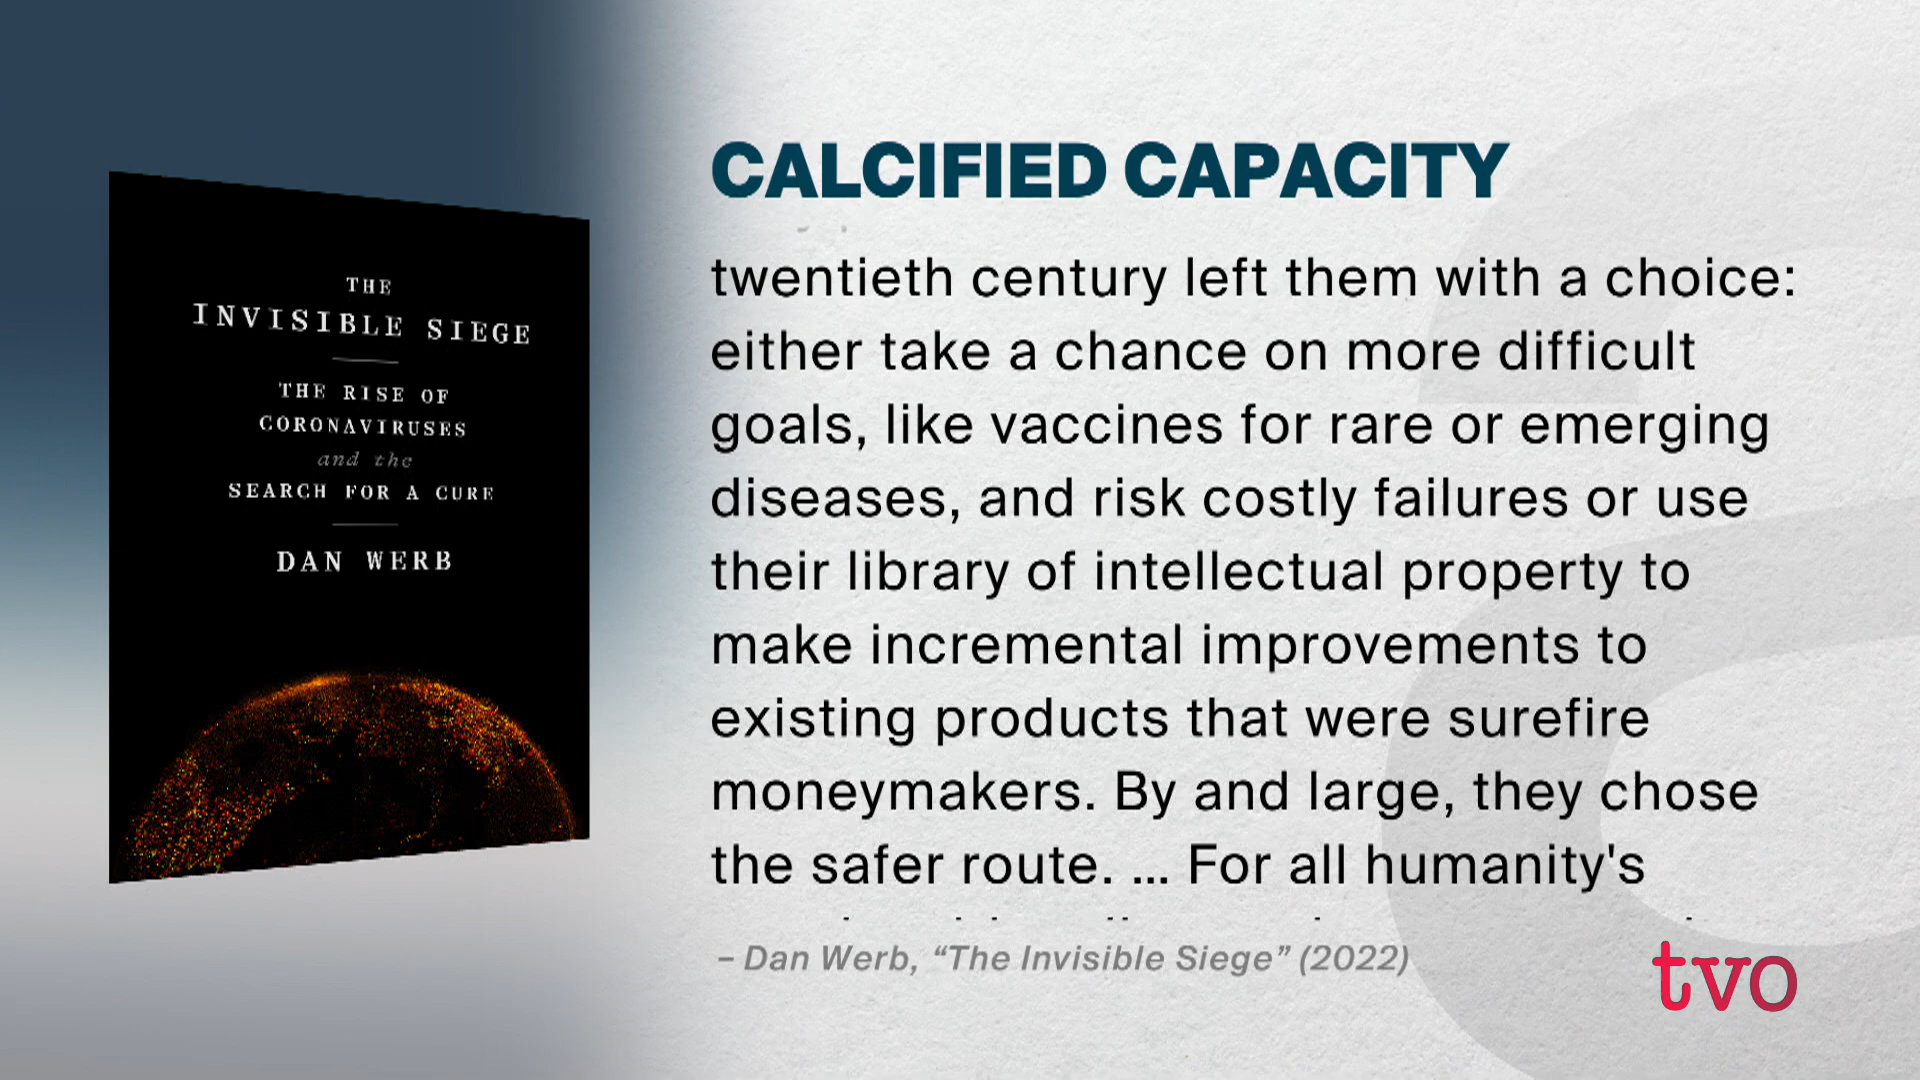 THE
INVISIBLE SIEGE
THE RISE OF
CORONAVIRUSES
and the
SEARCH FOR A CURE
DAN WERB
CALCIFIED CAPACITY
twentieth century left them with a choice:
either take a chance on more difficult
goals, like vaccines for rare or emerging
diseases, and risk costly failures or use
their library of intellectual property to
make incremental improvements to
existing products that were surefire
moneymakers. By and large, they chose
the safer route. ... For all humanity's
– Dan Werb, “The Invisible Siege” (2022)
tvo